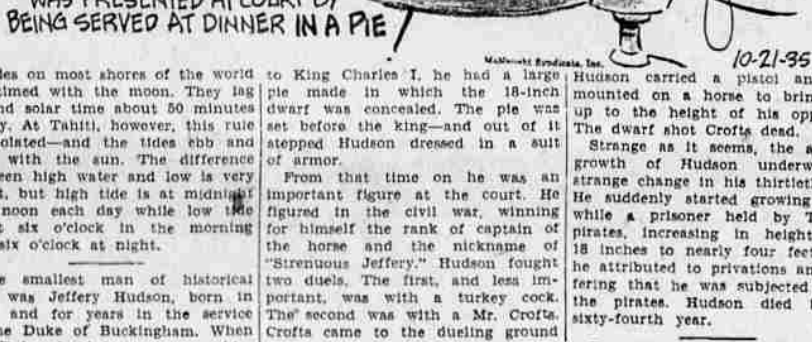 BEING SERVED AT DINNER IN A PIE
McNaught Syndicate, Inc.
10-21-35
on most shores of the world
timed with the moon. They lag
solar time about 50 minutes
At Tahiti, however, this rule
and the tides ebb and
with the sun. The difference
high water and low is very
but high tide is at midnight
noon each day while low tide
six o'clock in the morning
six o'clock at night.
smallest man of historical
was Jeffery Hudson, born in
and for years in the service
Duke of Buckingham. When
to King Charles I, he had a large
pie made in which the 18-inch
dwarf was concealed. The pie was
set before the king—and out of it
stepped Hudson dressed in a suit
of armor.
From that time on he was an
important figure at the court. He
figured in the civil war, winning
for himself the rank of captain of
the horse and the nickname of
"Strenuous Jeffery." Hudson fought
two duels. The first, and less im-
portant, was with a turkey cock.
The second was with a Mr. Crofts.
Crofts came to the dueling ground
Hudson carried a pistol an
mounted on a horse to brin
up to the height of his opp
The dwarf shot Crofts dead.
Strange as it seems, the a
growth of Hudson underw
strange change in his thirtie
He suddenly started growing
while a prisoner held by
pirates, increasing in height
18 inches to nearly four fee
he attributed to privations a
fering that he was subjected
the pirates. Hudson died
sixty-fourth year.